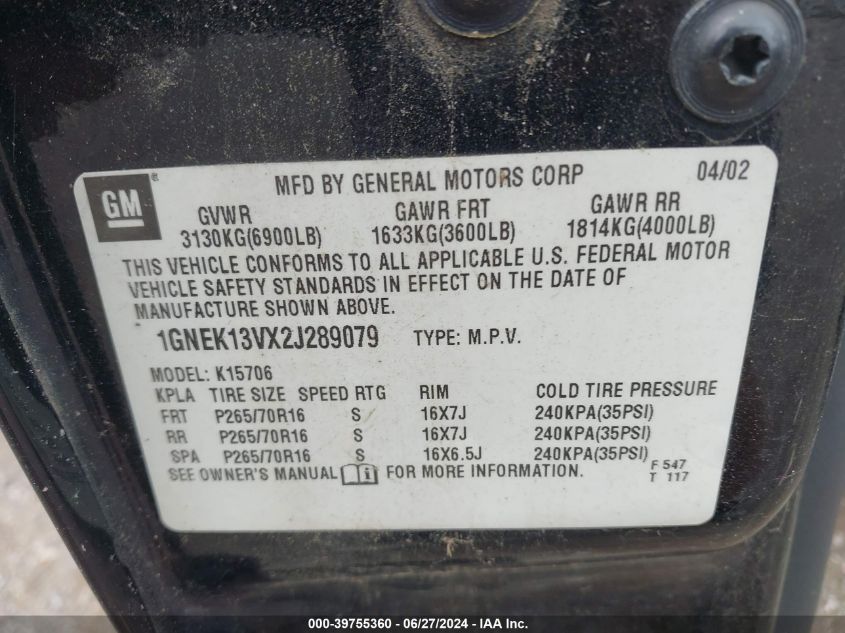 GM ® MFD BY GENERAL MOTORS CORP 04/02
GVWR GAWR FRT GAWR RR
3130KG(6900LB) 1633KG(3600LB) 1814KG(4000LB)
THIS VEHICLE CONFORMS TO ALL APPLICABLE U.S. FEDERAL MOTOR
VEHICLE SAFETY STANDARDS IN EFFECT ON THE DATE OF
MANUFACTURE SHOWN ABOVE.
1GNEK13VX2J289079 TYPE: M.P.V.
MODEL: K15706
KPLA TIRE SIZE SPEED RTG RIM COLD TIRE PRESSURE
FRT P265/70R16 S 16X7J 240KPA(35PSI)
RR P265/70R16 S 16X7J 240KPA(35PSI)
SPA P265/70R16 S 16X6.5J 240KPA(35PSI)
SEE OWNER'S MANUAL i FOR MORE INFORMATION. F 547
T 117
000-39755360 - 06/27/2024 - IAA Inc.